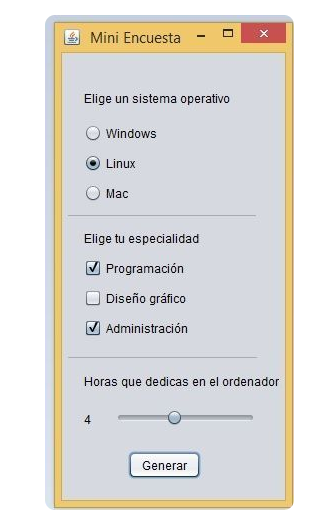 Mini Encuesta
Elige un sistema operativo
Windows
Linux
Mac
Elige tu especialidad
Programación
Diseño gráfico
Administración
Horas que dedicas en el ordenador
4
Generar